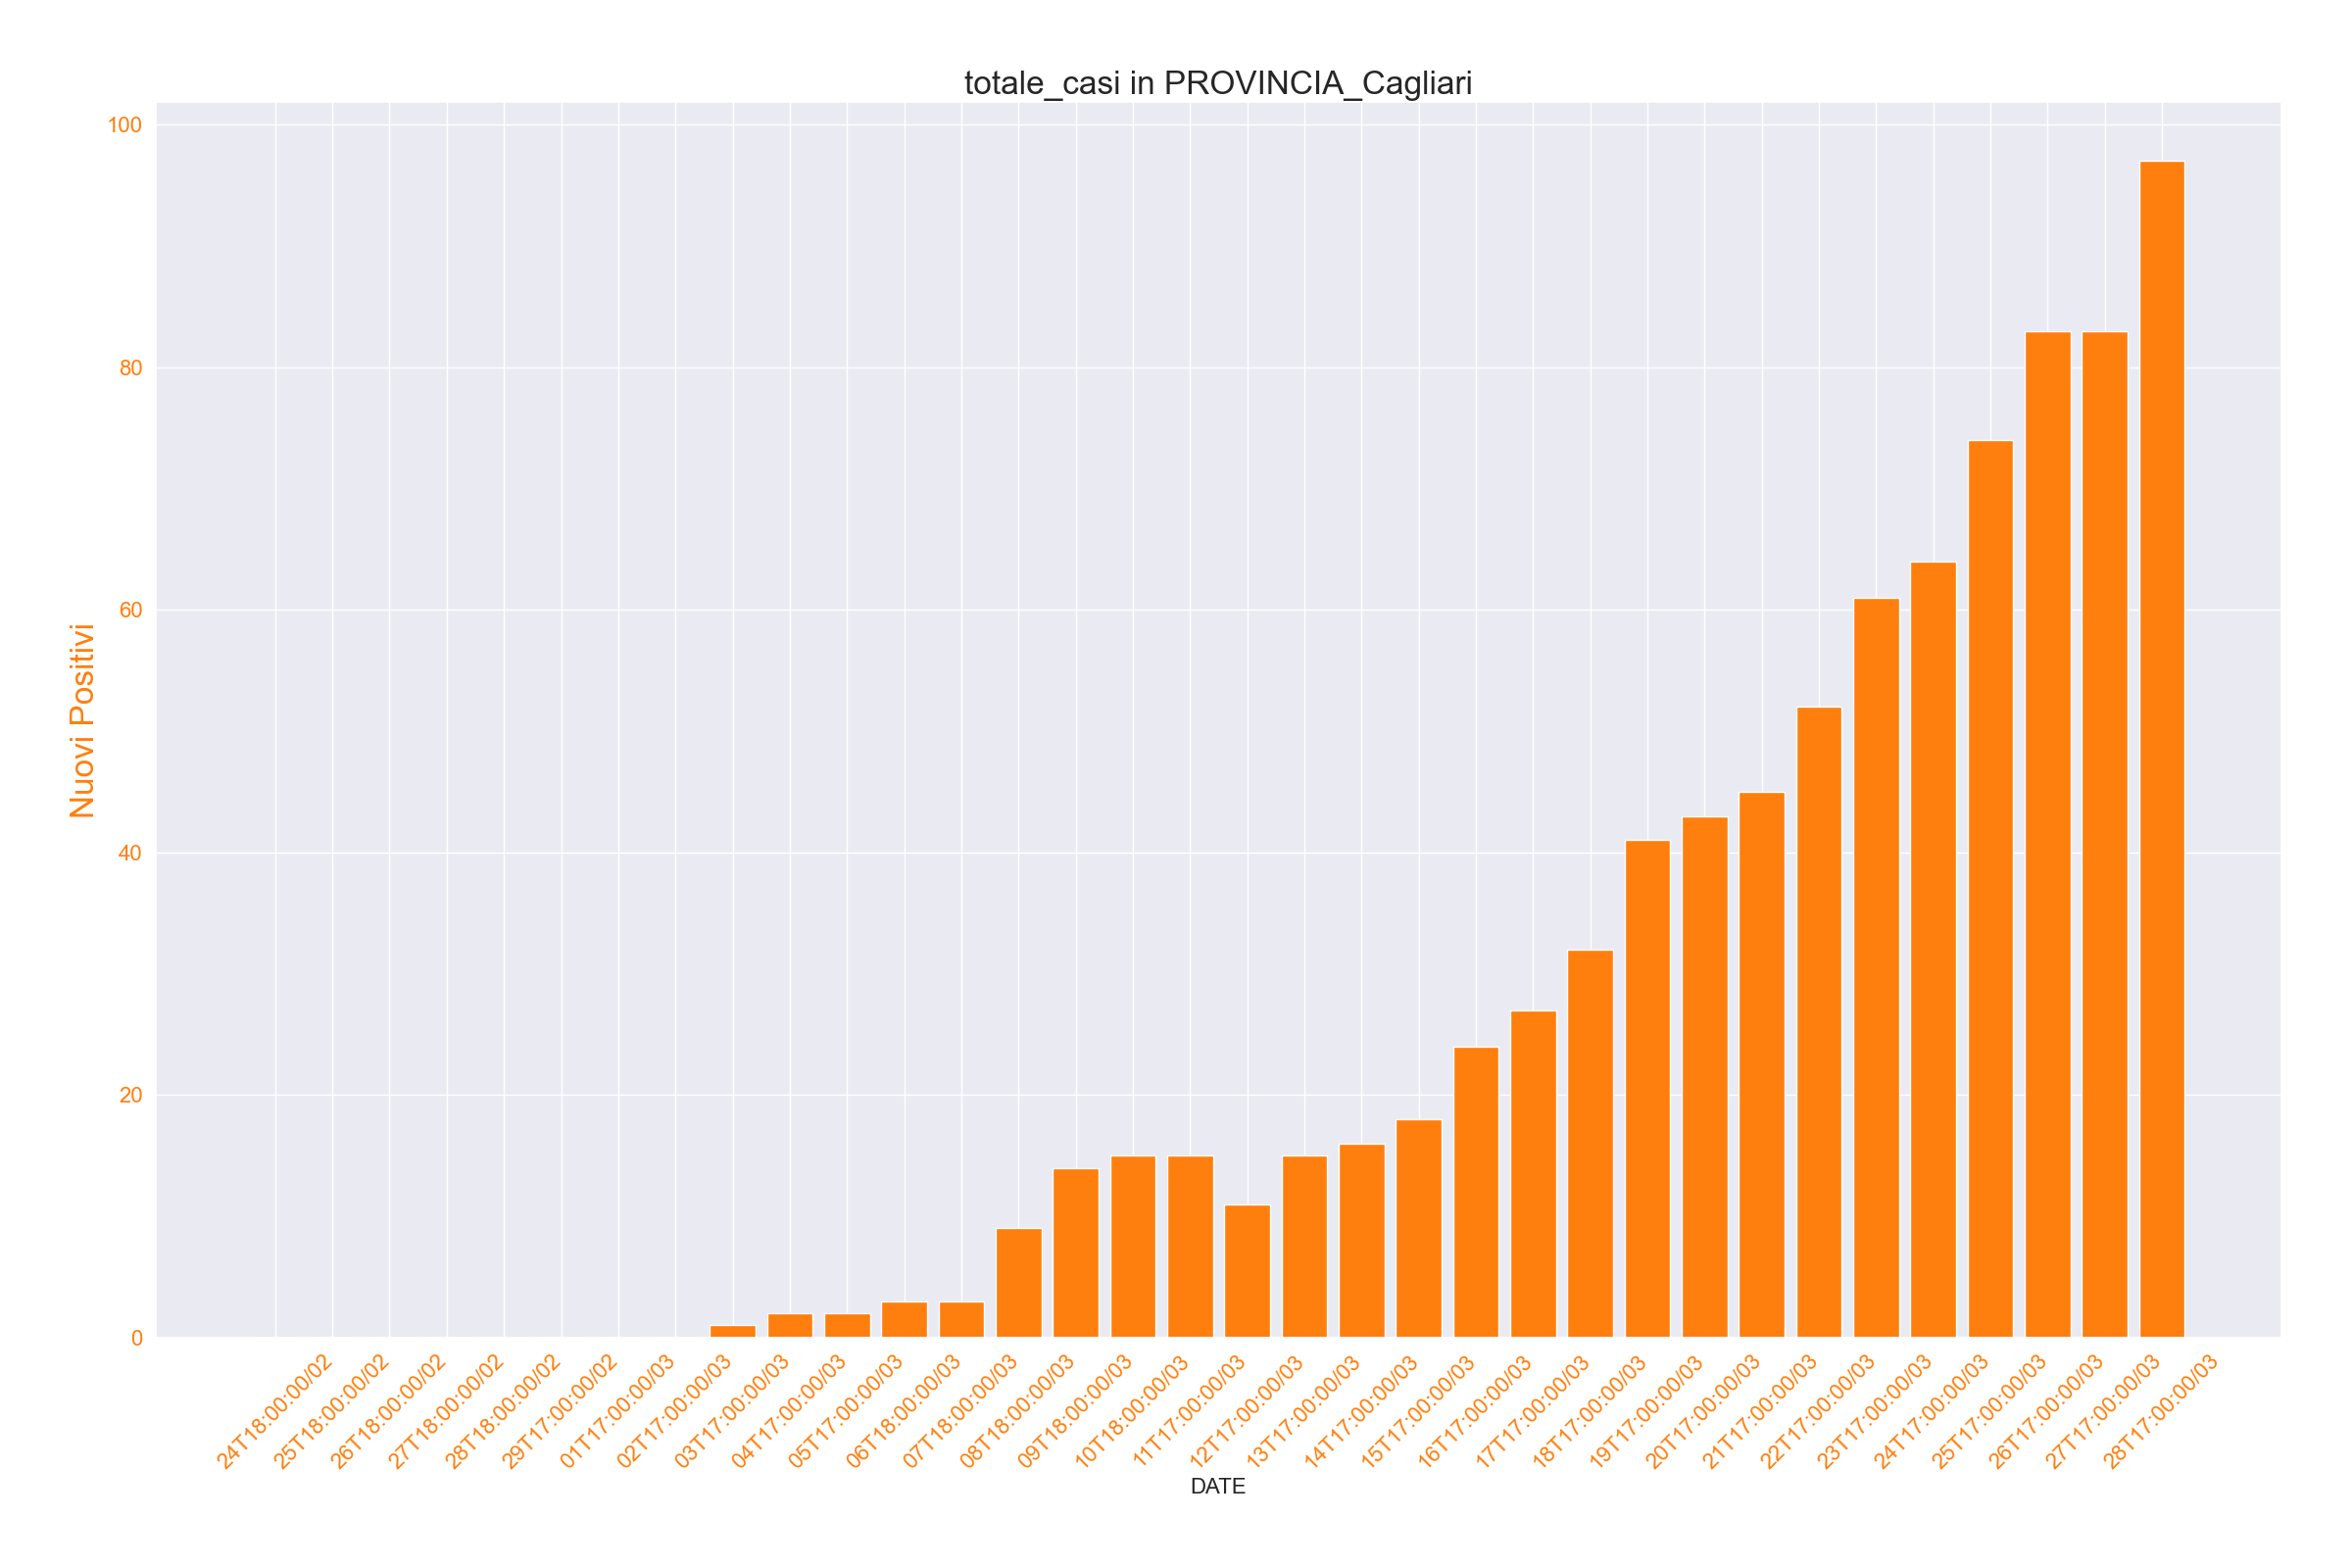 totale_casi in PROVINCIA_Cagliari
Nuovi Positivi
100
80
60
40
20
0
24T18:00:00/02
25T18:00:00/02
26T18:00:00/02
27T18:00:00/02
28T18:00:00/02
29T17:00:00/02
01T17:00:00/03
02T17:00:00/03
03T17:00:00/03
04T17:00:00/03
05T17:00:00/03
06T18:00:00/03
07T18:00:00/03
08T18:00:00/03
09T18:00:00/03
10T18:00:00/03
11T17:00:00/03
12T17:00:00/03
13T17:00:00/03
14T17:00:00/03
15T17:00:00/03
16T17:00:00/03
17T17:00:00/03
18T17:00:00/03
19T17:00:00/03
20T17:00:00/03
21T17:00:00/03
22T17:00:00/03
23T17:00:00/03
24T17:00:00/03
25T17:00:00/03
26T17:00:00/03
27T17:00:00/03
28T17:00:00/03
DATE